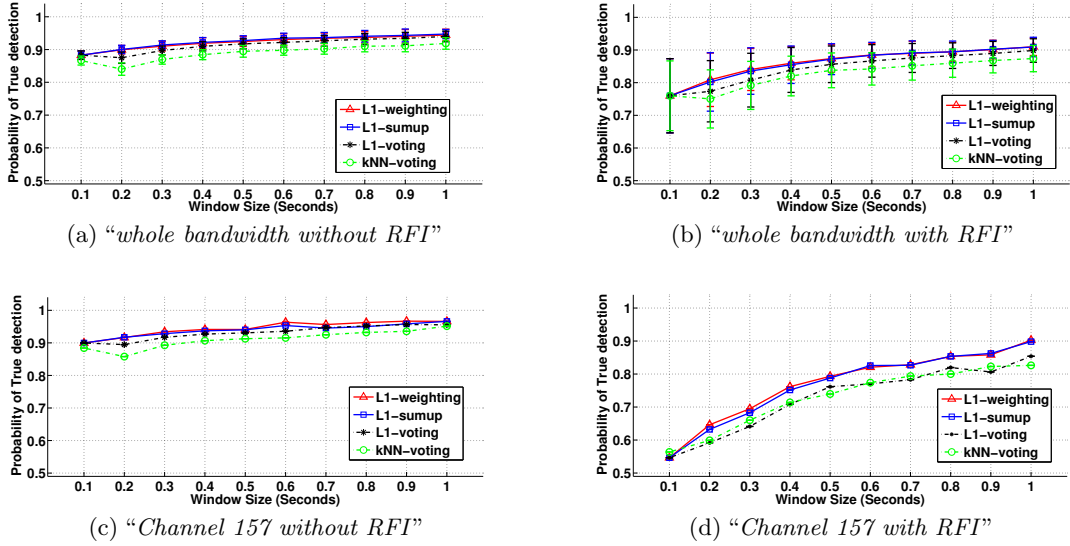 Probability of True detection
1
0.9
0.8
0.7
0.6
0.5
L1−weighting
L1−sumup
L1−voting
kNN−voting
0.1 0.2 0.3 0.4 0.5 0.6 0.7 0.8 0.9 1
Window Size (Seconds)
(a) “whole bandwidth without RFI”
Probability of True detection
1
0.9
0.8
0.7
0.6
0.5
L1−weighting
L1−sumup
L1−voting
kNN−voting
0.1 0.2 0.3 0.4 0.5 0.6 0.7 0.8 0.9 1
Window Size (Seconds)
(b) “whole bandwidth with RFI”
Probability of True detection
1
0.9
0.8
0.7
0.6
0.5
L1−weighting
L1−sumup
L1−voting
kNN−voting
0.1 0.2 0.3 0.4 0.5 0.6 0.7 0.8 0.9 1
Window Size (Seconds)
(c) “Channel 157 without RFI”
Probability of True detection
1
0.9
0.8
0.7
0.6
0.5
L1−weighting
L1−sumup
L1−voting
kNN−voting
0.1 0.2 0.3 0.4 0.5 0.6 0.7 0.8 0.9 1
Window Size (Seconds)
(d) “Channel 157 with RFI”